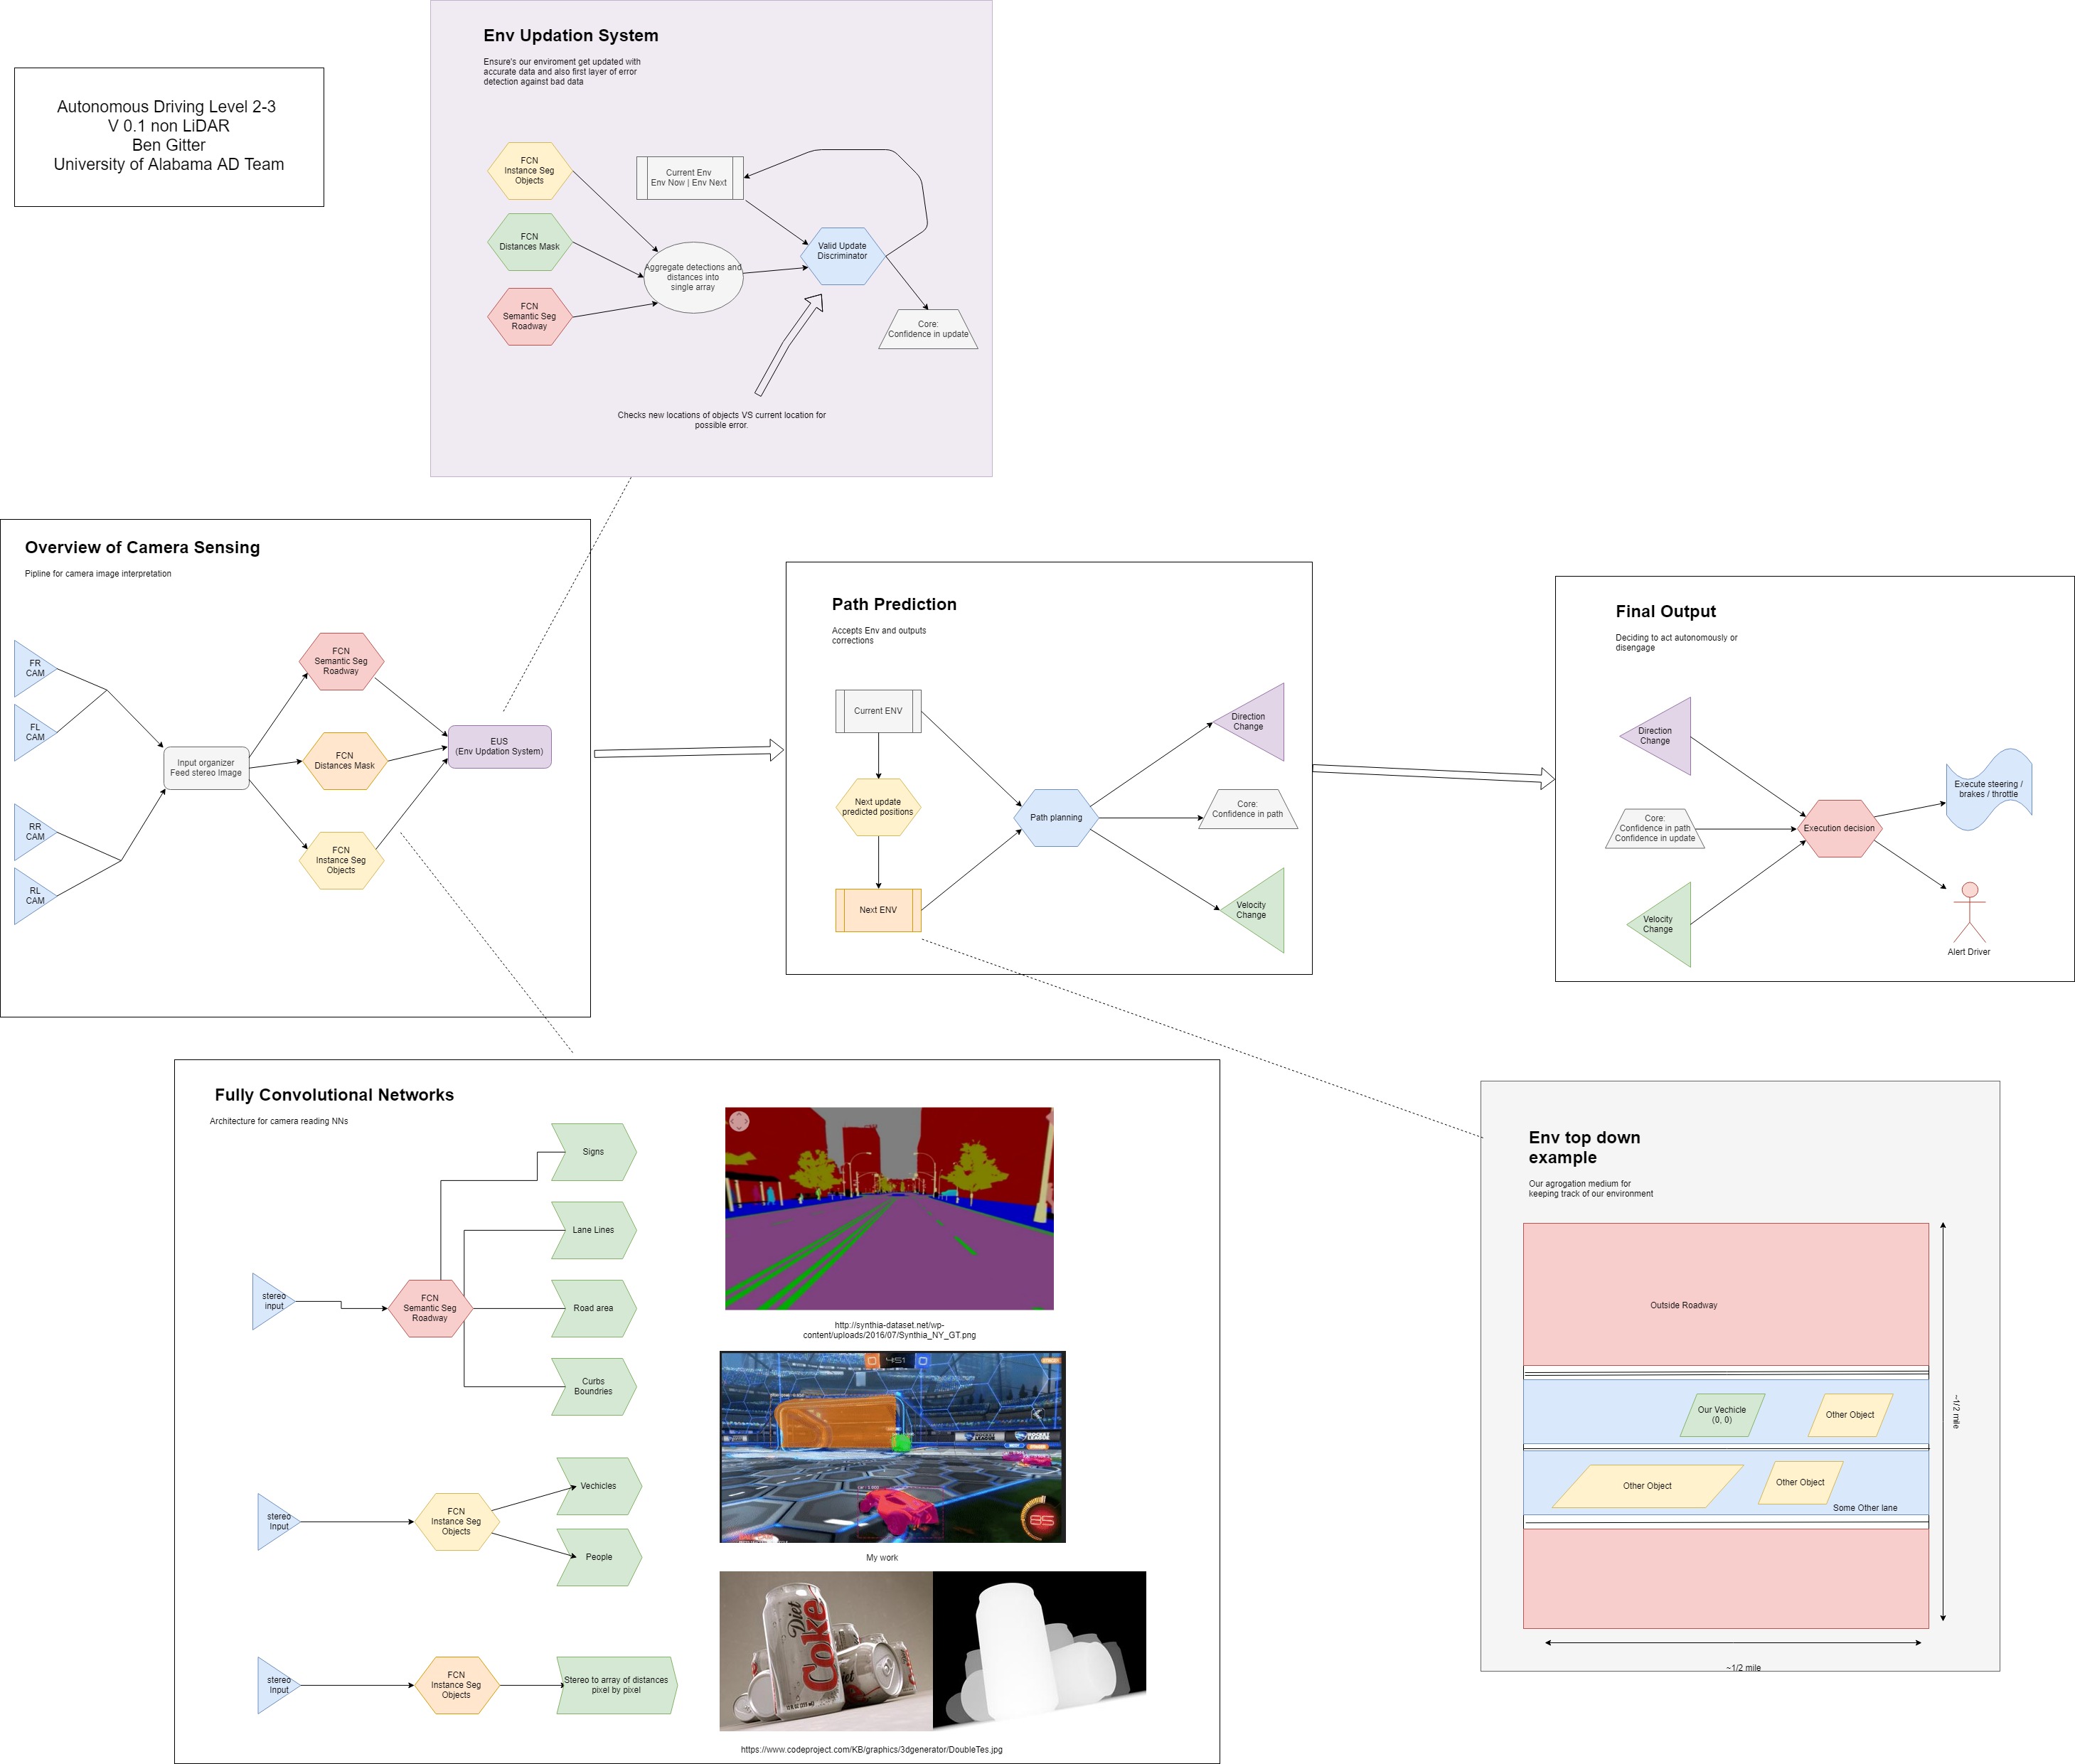 Autonomous Driving Level 2-3
V 0.1 non LiDAR
Ben Gitter
University of Alabama AD Team
Env Updation System
Ensure's our enviroment get updated with
accurate data and also first layer of error
detection against bad data
FCN
Instance Seg
Objects
FCN
Distances Mask
FCN
Semantic Seg
Roadway
Current Env
Env Now | Env Next
Aggregate detections and
distances into
single array
Valid Update
Discriminator
Core:
Confidence in update
Checks new locations of objects VS current location for
possible error.
Overview of Camera Sensing
Pipline for camera image interpretation
FR
CAM
FL
CAM
RR
CAM
RL
CAM
Input organizer
Feed stereo Image
FCN
Semantic Seg
Roadway
FCN
Distances Mask
FCN
Instance Seg
Objects
EUS
(Env Updation System)
Path Prediction
Accepts Env and outputs
corrections
Current ENV
Next update
predicted positions
Next ENV
Path planning
Direction
Change
Core:
Confidence in path
Velocity
Change
Final Output
Deciding to act autonomously or
disengage
Direction
Change
Core:
Confidence in path
Confidence in update
Velocity
Change
Execution decision
Execute steering /
brakes / throttle
Alert Driver
Fully Convolutional Networks
Architecture for camera reading NNs
stereo
input
FCN
Semantic Seg
Roadway
Signs
Lane Lines
Road area
Curbs
Boundries
stereo
Input
FCN
Instance Seg
Objects
Vechicles
People
stereo
Input
FCN
Instance Seg
Objects
Stereo to array of distances
pixel by pixel
http://synthia-dataset.net/wp-
content/uploads/2016/07/Synthia_NY_GT.png
0 4:51 0
85
My work
Diet
Coke
https://www.codeproject.com/KB/graphics/3dgenerator/DoubleTes.jpg
Env top down
example
Our agrogation medium for
keeping track of our environment
Outside Roadway
Our Vechicle
(0, 0)
Other Object
Other Object
Other Object
Some Other lane
~1/2 mile
~1/2 mile